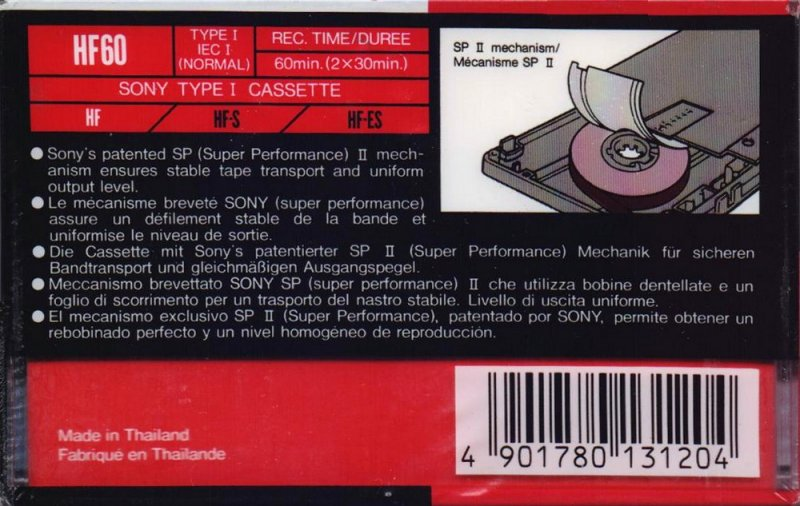 HF60
TYPE I
IEC I
(NORMAL)
REC. TIME/DUREE
60min.(2×30min.)
SONY TYPE I CASSETTE
HF
HF-S
HF-ES
SP II mechanism/
Mécanisme SP II
● Sony's patented SP (Super Performance) II mech-
anism ensures stable tape transport and uniform
output level.
● Le mécanisme breveté SONY (super performance)
assure un défilement stable de la bande et
uniformise le niveau de sortie.
● Die Cassette mit Sony's patentierter SP II (Super Performance) Mechanik für sicheren
Bandtransport und gleichmäßigen Ausgangspegel.
● Meccanismo brevettato SONY SP (super performance) II che utilizza bobine dentellate e un
foglio di scorrimento per un trasporto del nastro stabile. Livello di uscita uniforme.
● El mecanismo exclusivo SP II (Super Performance), patentado por SONY, permite obtener un
rebobinado perfecto y un nivel homogéneo de reproducción.
Made in Thailand
Fabriqué en Thaïlande
4 901780 131204